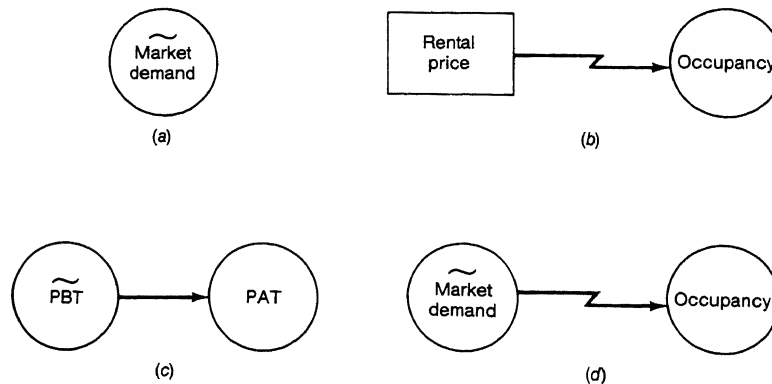 Market
demand
(a)
Rental
price
Occupancy
(b)
PBT
PAT
(c)
Market
demand
Occupancy
(d)